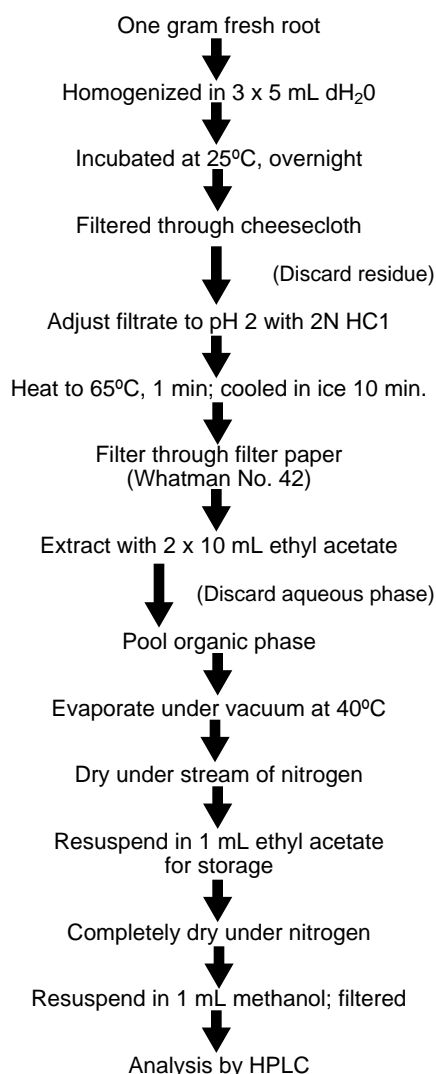 One gram fresh root
Homogenized in 3 x 5 mL dH₂0
Incubated at 25ºC, overnight
Filtered through cheesecloth
(Discard residue)
Adjust filtrate to pH 2 with 2N HC1
Heat to 65ºC, 1 min; cooled in ice 10 min.
Filter through filter paper
(Whatman No. 42)
Extract with 2 x 10 mL ethyl acetate
(Discard aqueous phase)
Pool organic phase
Evaporate under vacuum at 40ºC
Dry under stream of nitrogen
Resuspend in 1 mL ethyl acetate
for storage
Completely dry under nitrogen
Resuspend in 1 mL methanol; filtered
Analysis by HPLC